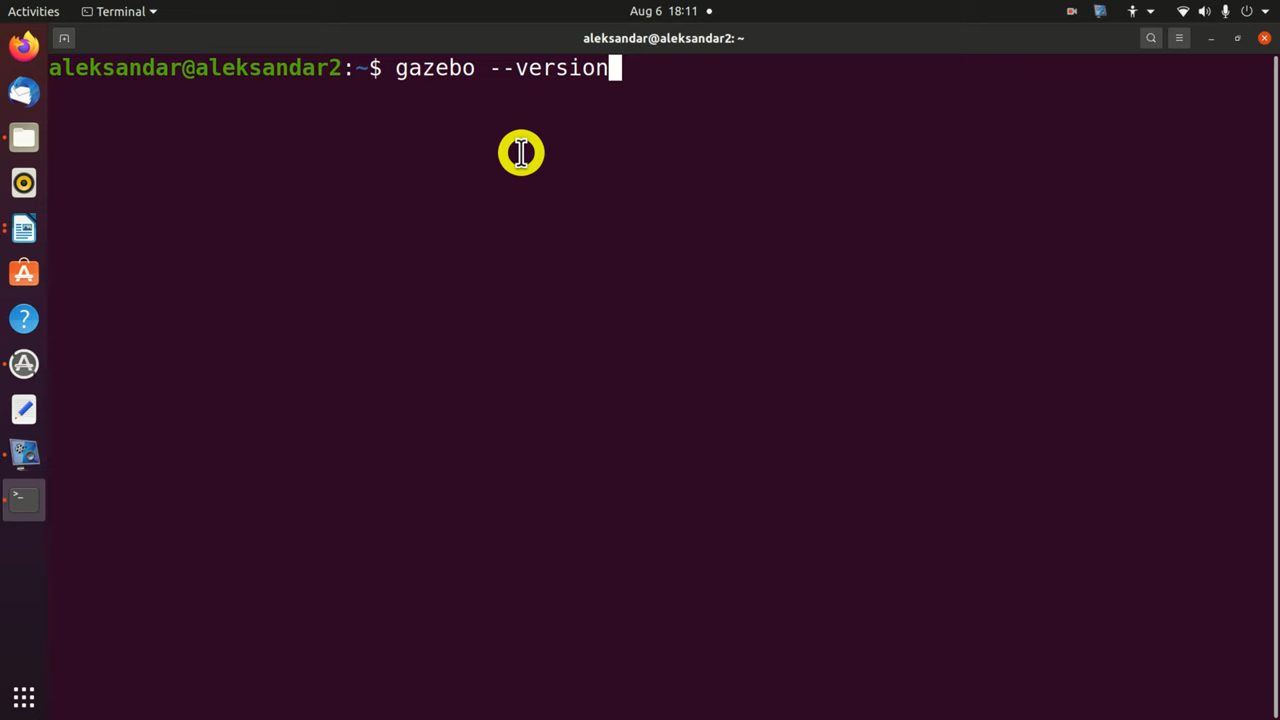 Activities
Terminal
Aug 6 18:11
aleksandar@aleksandar2: ~
aleksandar@aleksandar2:~$ gazebo --version